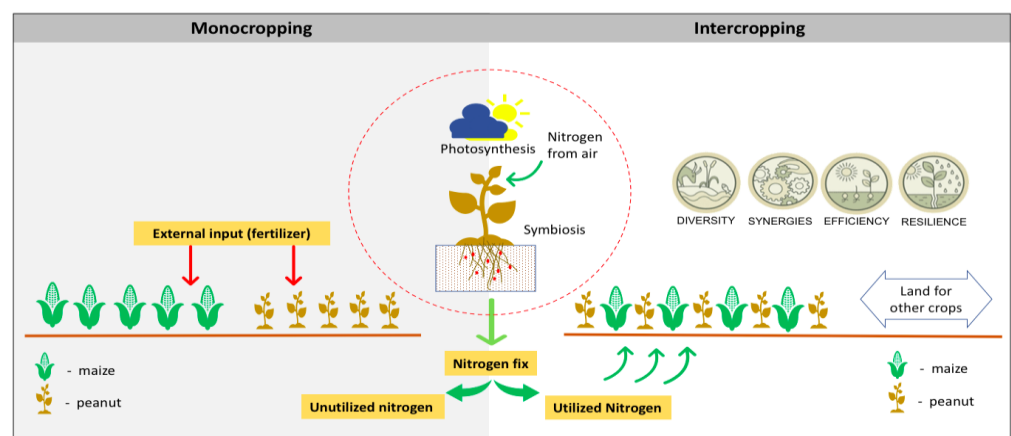 Monocropping
Intercropping
Photosynthesis
Nitrogen
from air
Symbiosis
DIVERSITY
SYNERGIES
EFFICIENCY
RESILIENCE
External input (fertilizer)
Land for
other crops
Nitrogen fix
Unutilized nitrogen
Utilized Nitrogen
- maize
- peanut
- maize
- peanut